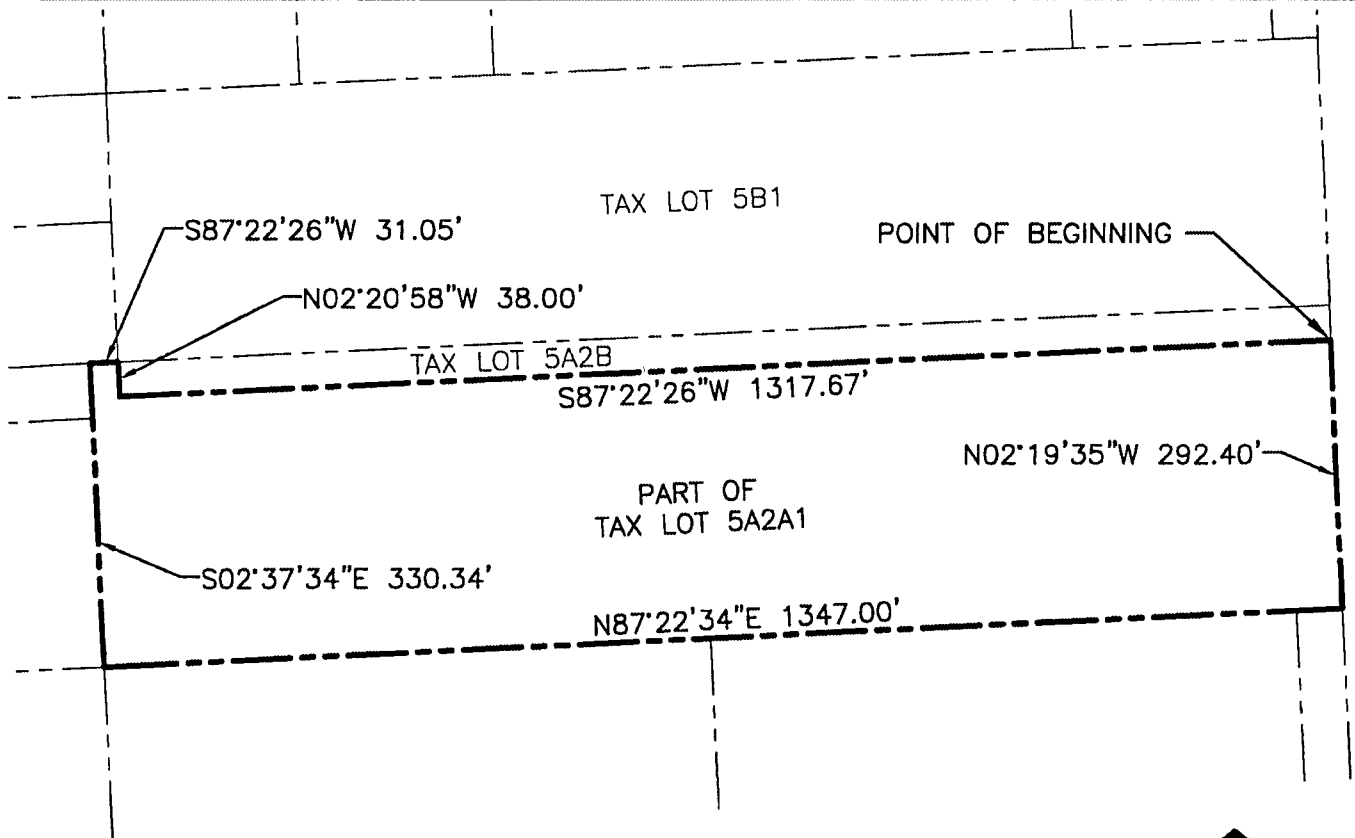 TAX LOT 5B1
S87°22'26"W 31.05'
POINT OF BEGINNING
N02°20'58"W 38.00'
TAX LOT 5A2B
S87°22'26"W 1317.67'
N02°19'35"W 292.40'
PART OF
TAX LOT 5A2A1
S02°37'34"E 330.34'
N87°22'34"E 1347.00'